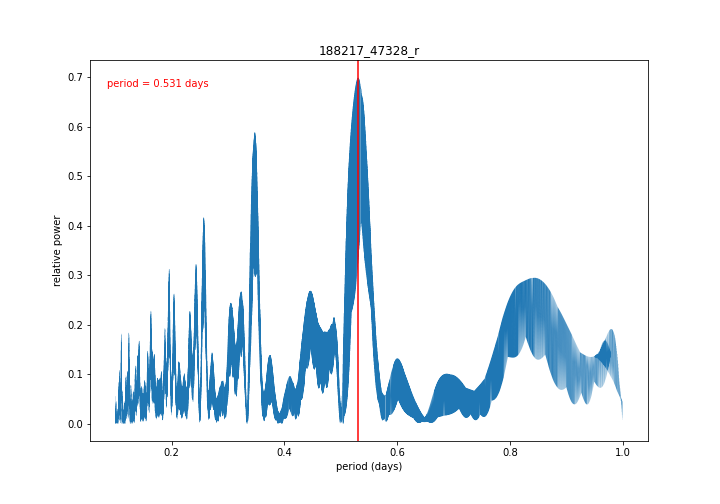 188217_47328_r
period = 0.531 days
relative power
0.7
0.6
0.5
0.4
0.3
0.2
0.1
0.0
0.2 0.4 0.6 0.8 1.0
period (days)